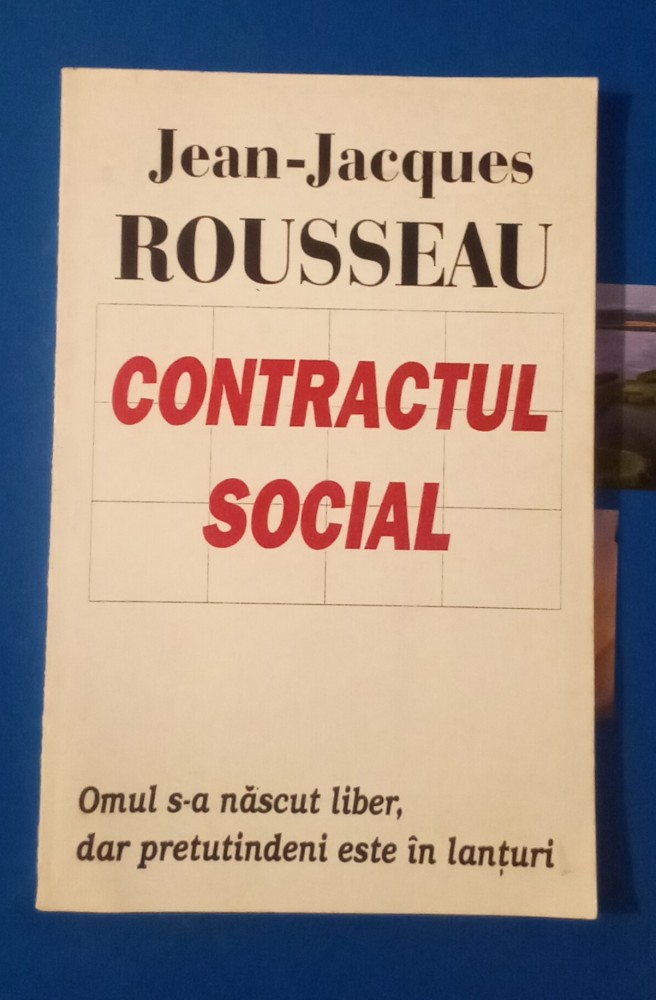 Jean-Jacques
ROUSSEAU
CONTRACTUL
SOCIAL
Omul s-a născut liber,
dar pretutindeni este în lanțuri